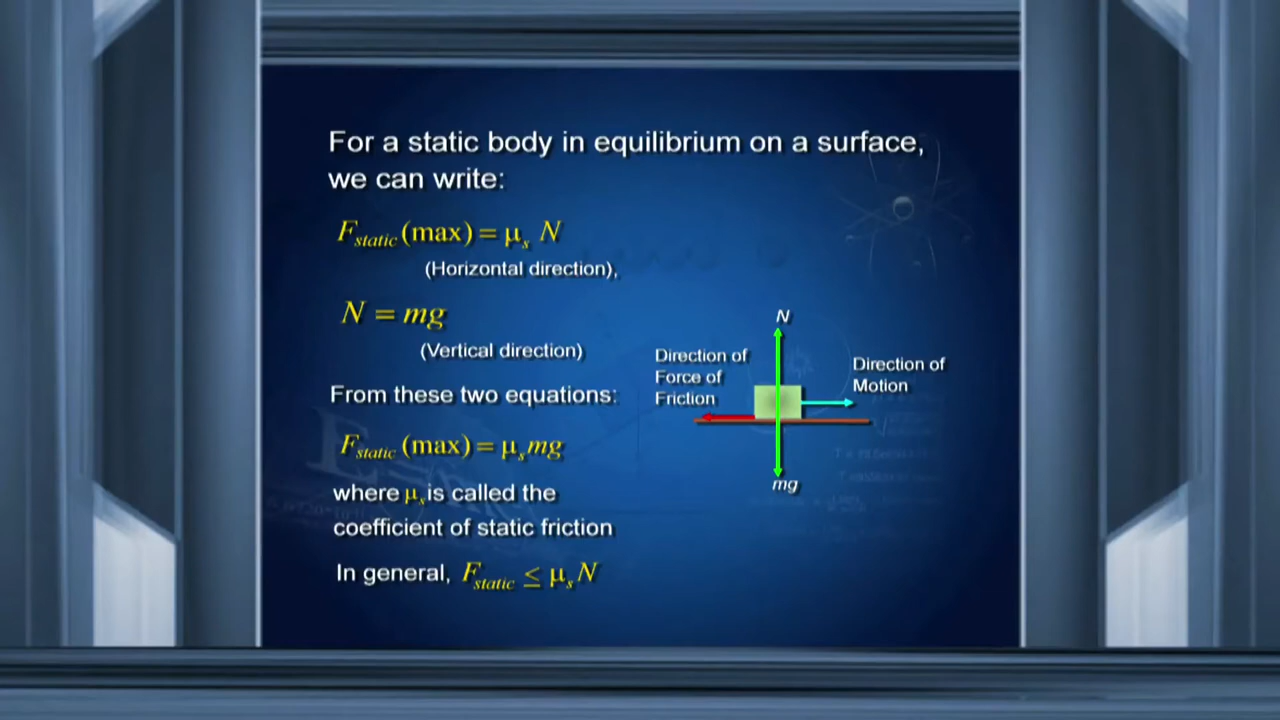 For a static body in equilibrium on a surface,
we can write:
F_static (max) = μ_s N
(Horizontal direction),
N = mg
(Vertical direction)
From these two equations:
F_static (max) = μ_s mg
where μ_s is called the
coefficient of static friction
In general, F_static ≤ μ_s N
N
Direction of
Force of
Friction
Direction of
Motion
mg